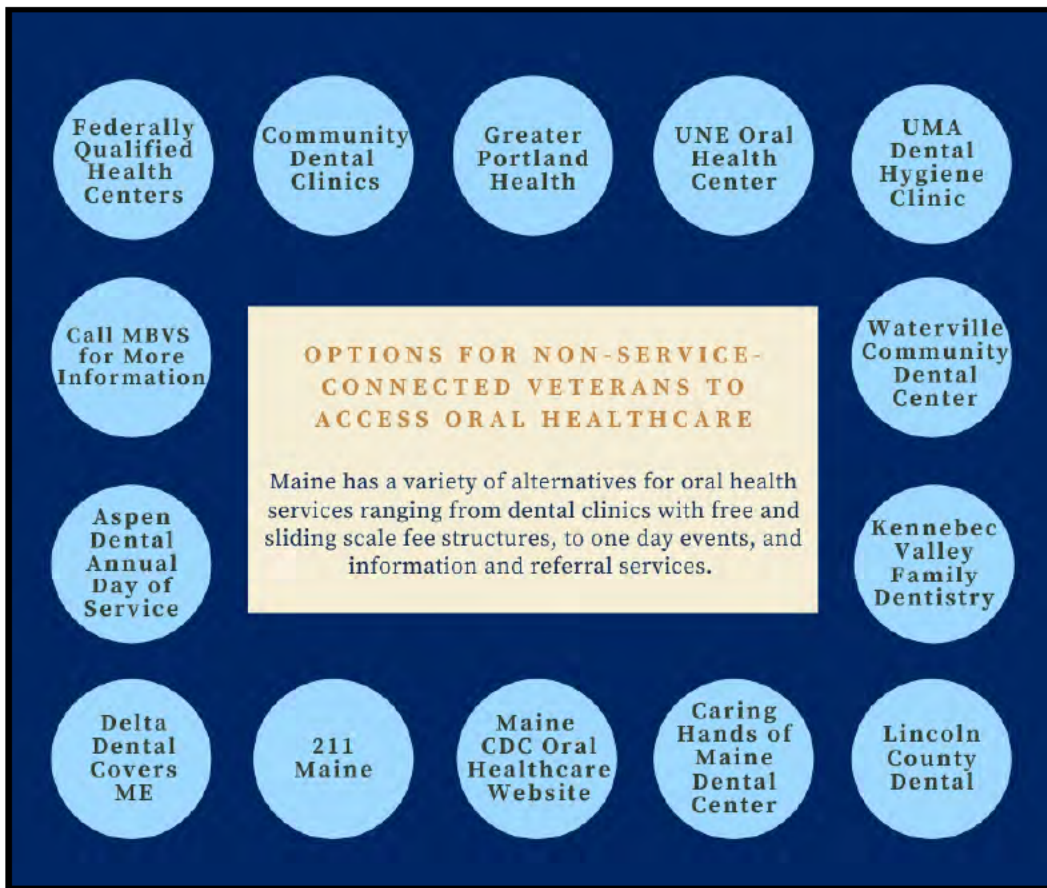 Federally
Qualified
Health
Centers
Community
Dental
Clinics
Greater
Portland
Health
UNE Oral
Health
Center
UMA
Dental
Hygiene
Clinic
Call MBVS
for More
Information
OPTIONS FOR NON-SERVICE-
CONNECTED VETERANS TO
ACCESS ORAL HEALTHCARE
Maine has a variety of alternatives for oral health
services ranging from dental clinics with free and
sliding scale fee structures, to one day events, and
information and referral services.
Waterville
Community
Dental
Center
Aspen
Dental
Annual
Day of
Service
Kennebec
Valley
Family
Dentistry
Delta
Dental
Covers
ME
211
Maine
Maine
CDC Oral
Healthcare
Website
Caring
Hands of
Maine
Dental
Center
Lincoln
County
Dental